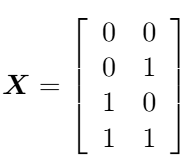 X = [ 0 0
0 1
1 0
1 1 ]